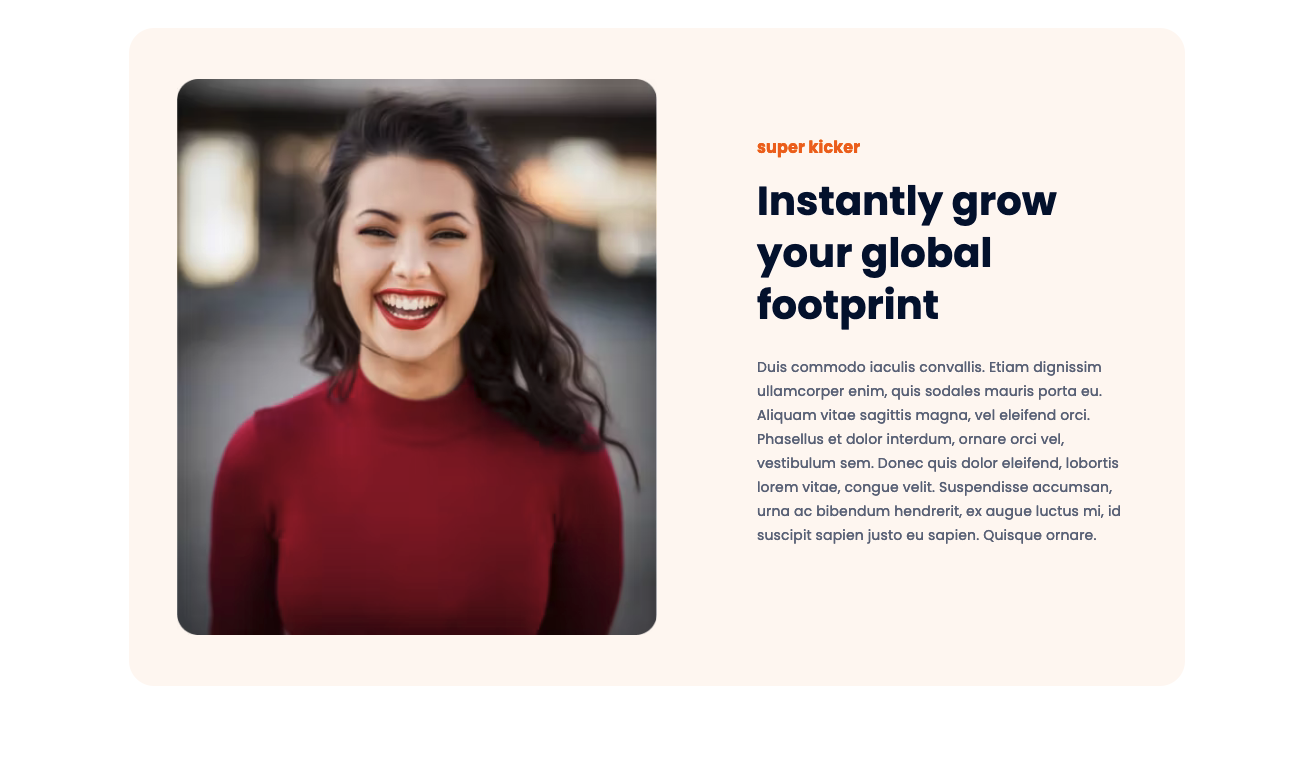 super kicker
Instantly grow
your global
footprint
Duis commodo iaculis convallis. Etiam dignissim
ullamcorper enim, quis sodales mauris porta eu.
Aliquam vitae sagittis magna, vel eleifend orci.
Phasellus et dolor interdum, ornare orci vel,
vestibulum sem. Donec quis dolor eleifend, lobortis
lorem vitae, congue velit. Suspendisse accumsan,
urna ac bibendum hendrerit, ex augue luctus mi, id
suscipit sapien justo eu sapien. Quisque ornare.